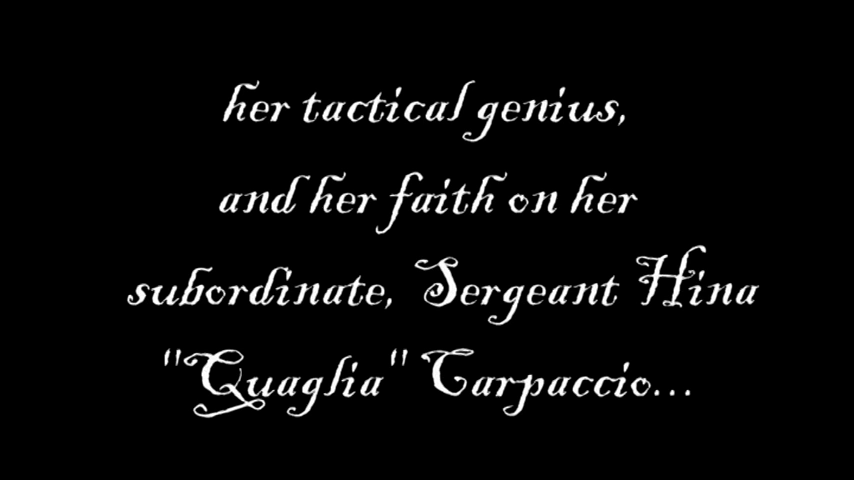 her tactical genius,
and her faith on her
subordinate, Sergeant Hina
"Quaglia" Carpaccio...